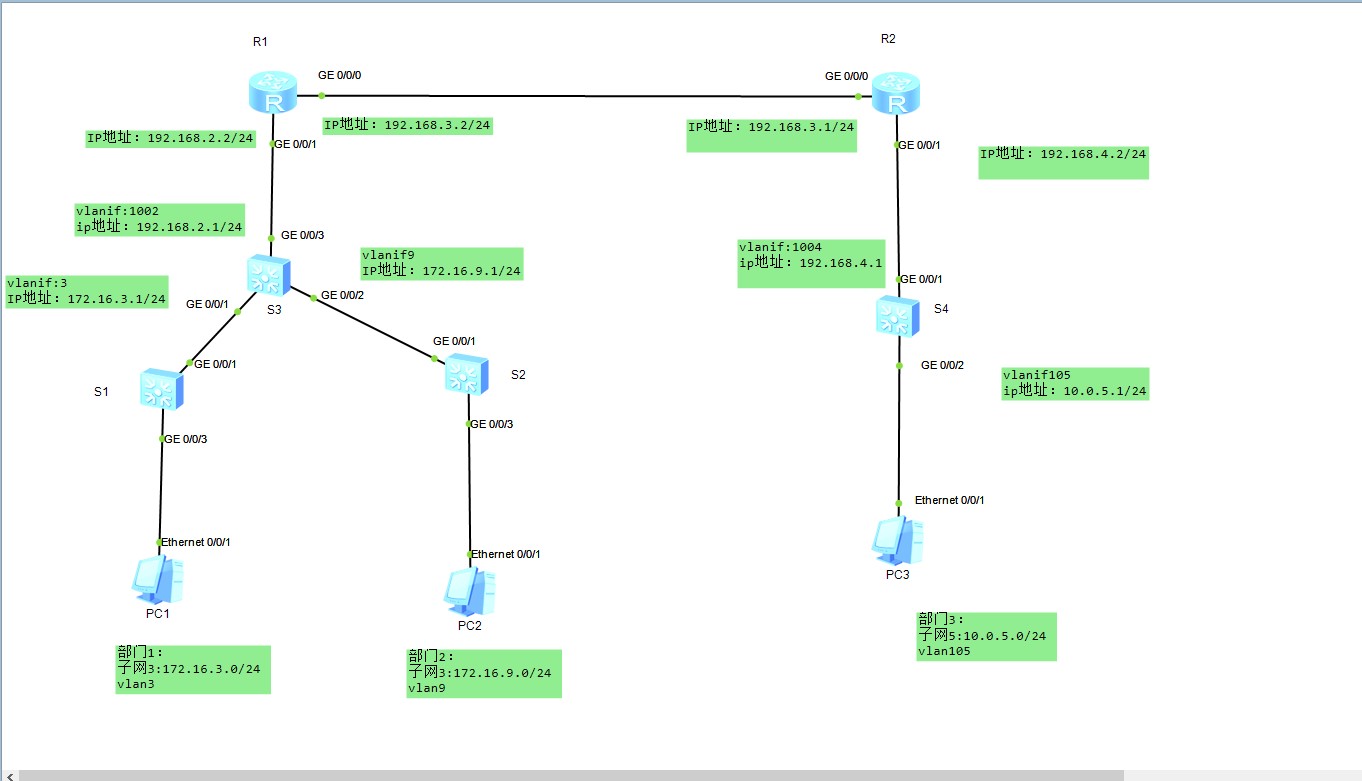 R1
R2
GE 0/0/0
GE 0/0/0
IP地址: 192.168.3.2/24
IP地址: 192.168.3.1/24
IP地址: 192.168.2.2/24
GE 0/0/1
GE 0/0/1
IP地址: 192.168.4.2/24
vlanif:1002
ip地址: 192.168.2.1/24
GE 0/0/3
vlanif9
IP地址: 172.16.9.1/24
vlanif:1004
ip地址: 192.168.4.1
vlanif:3
IP地址: 172.16.3.1/24
GE 0/0/1
S3
GE 0/0/2
GE 0/0/1
S4
GE 0/0/1
GE 0/0/1
S2
GE 0/0/2
vlanif105
ip地址: 10.0.5.1/24
S1
GE 0/0/3
GE 0/0/3
Ethernet 0/0/1
Ethernet 0/0/1
Ethernet 0/0/1
PC1
PC2
PC3
部门1:
子网3:172.16.3.0/24
vlan3
部门2:
子网3:172.16.9.0/24
vlan9
部门3:
子网5:10.0.5.0/24
vlan105